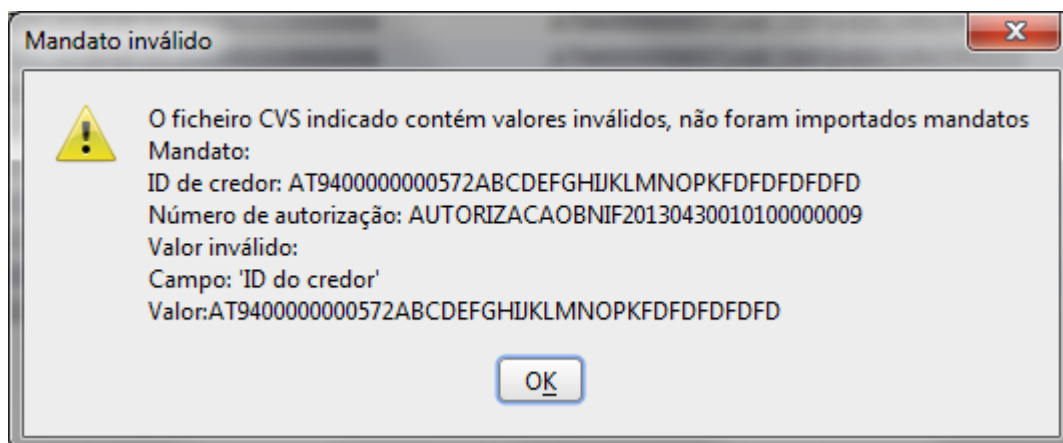 Mandato inválido
O ficheiro CVS indicado contém valores inválidos, não foram importados mandatos
Mandato:
ID de credor: AT9400000000572ABCDEFGHIJKLMNOPKFDFDFDFDFD
Número de autorização: AUTORIZACAOBNIF20130430010100000009
Valor inválido:
Campo: 'ID do credor'
Valor:AT9400000000572ABCDEFGHIJKLMNOPKFDFDFDFDFD
OK